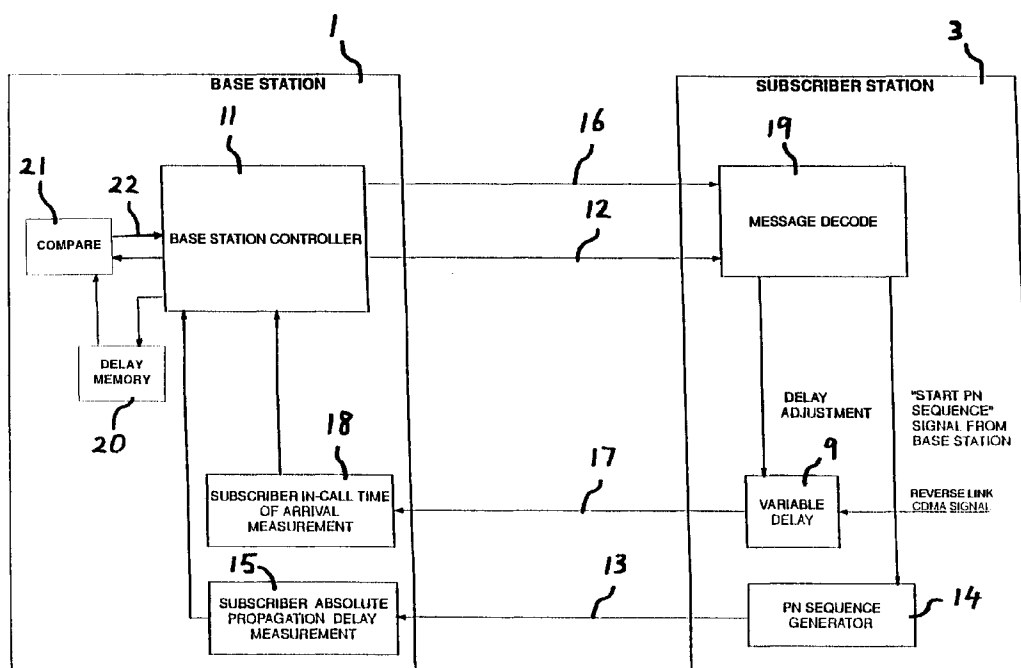 1
3
BASE STATION
SUBSCRIBER STATION
11
16
19
21
22
12
COMPARE
BASE STATION CONTROLLER
MESSAGE DECODE
DELAY
MEMORY
20
DELAY
ADJUSTMENT
"START PN
SEQUENCE"
SIGNAL FROM
BASE STATION
18
17
9
SUBSCRIBER IN-CALL TIME
OF ARRIVAL
MEASUREMENT
VARIABLE
DELAY
REVERSE LINK
CDMA SIGNAL
15
13
14
SUBSCRIBER ABSOLUTE
PROPAGATION DELAY
MEASUREMENT
PN SEQUENCE
GENERATOR